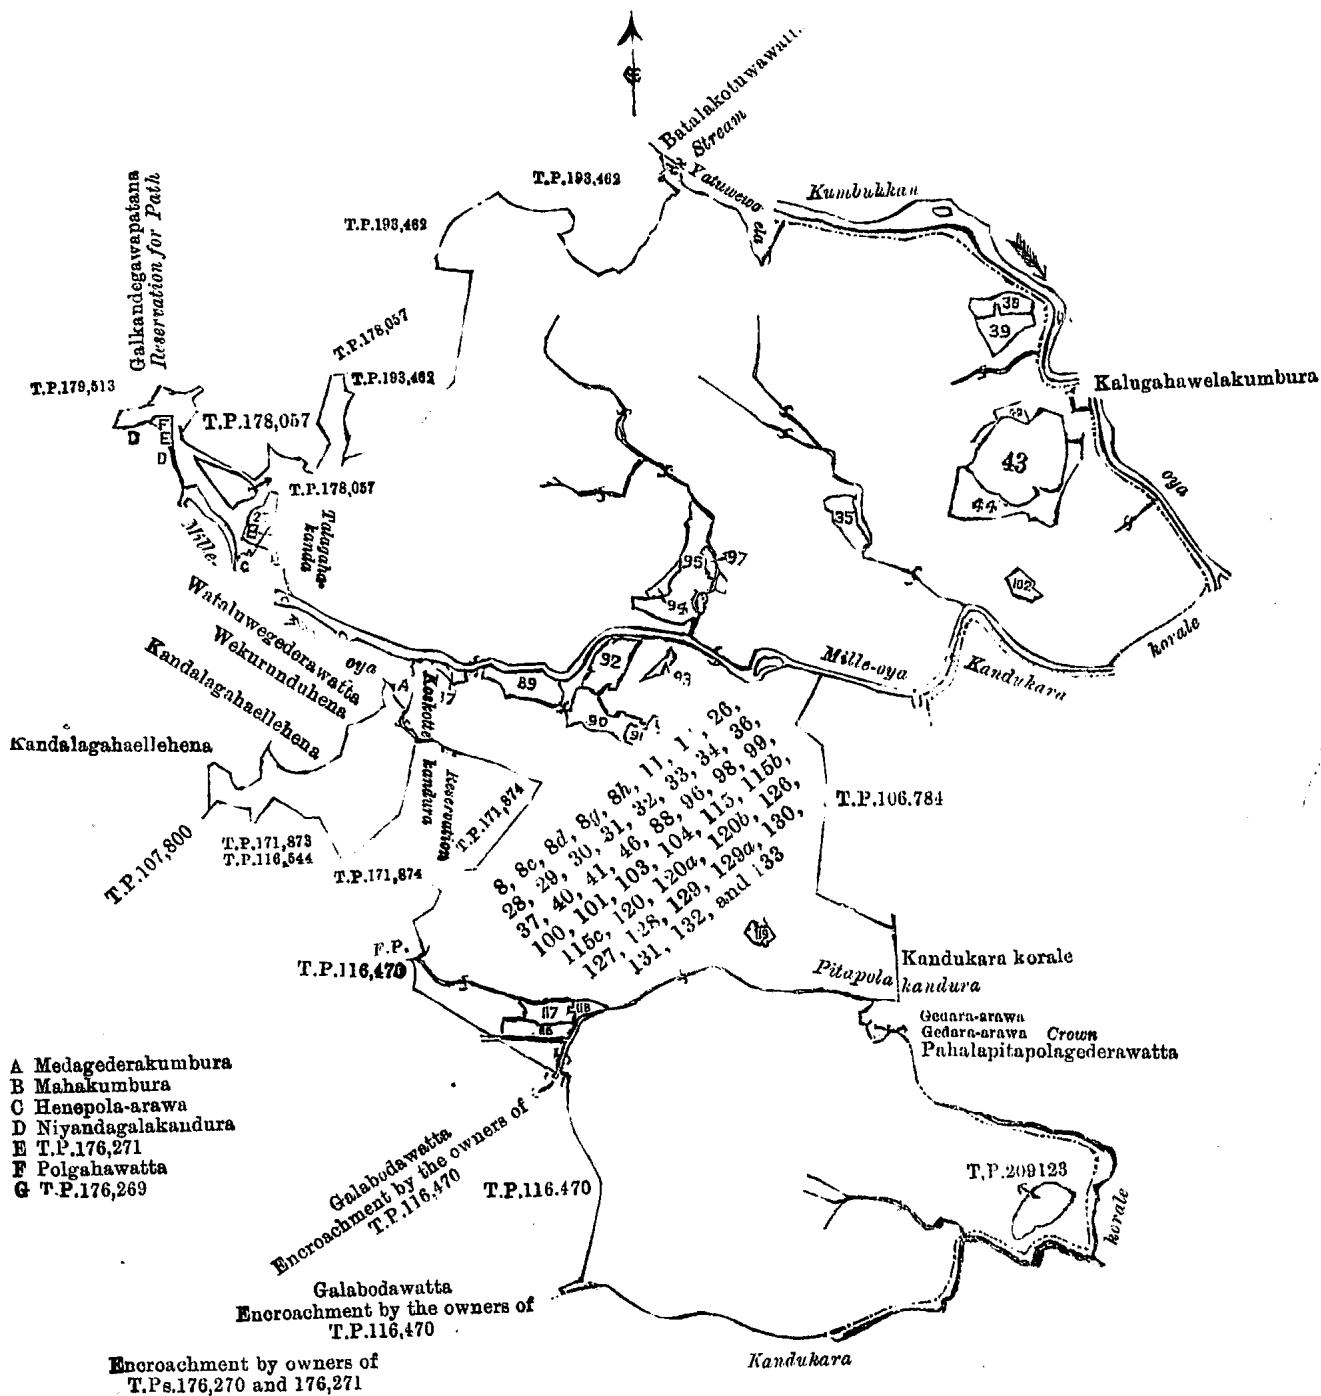 Batalakotuwawatt
Stream
Yatuwewa
ela
Kumbukkan
T.P.193,462
T.P.193,462
Galkandegawapatana
Reservation for Path
T.P.178,057
T.P.193,462
T.P.179,513
T.P.178,057
D
F
E
D
T.P.178,057
38
39
Kalugahawelakumbura
43
44
oya
35
95
97
94
102
korale
Talagaha-
kanda
2
B
G
Mille-
oya
Wataluwegederawatta
Wekurunduhena
Kandalagahaellehena
Kandalagahaellehena
A
Koskotte
kandura
Reservation
89
92
93
90
91
Mille-oya
Kandukara
T.P.171,874
T.P.107,800
T.P.171,873
T.P.116,544
T.P.171,874
T.P.106.784
8, 8c, 8d, 8g, 8h, 11, 26,
28, 29, 30, 31, 32, 33, 34, 36,
37, 40, 41, 46, 88, 96, 98, 99,
100, 101, 103, 104, 115, 115b,
115c, 120, 120a, 120b, 126,
127, 128, 129, 129a, 130,
131, 132, and 133
119
F.P.
T.P.116,470
117
118
116
Pitapola
kandura
Kandukara korale
Gedara-arawa
Gedara-arawa Crown
Pahalapitapolagederawatta
A Medagederakumbura
B Mahakumbura
C Henepola-arawa
D Niyandagalakandura
E T.P.176,271
F Polgahawatta
G T.P.176,269
Galabodawatta
Encroachment by the owners of
T.P.116,470
T.P.116.470
T,P.209123
korale
Galabodawatta
Encroachment by the owners of
T.P.116,470
Kandukara
Encroachment by owners of
T.Ps.176,270 and 176,271